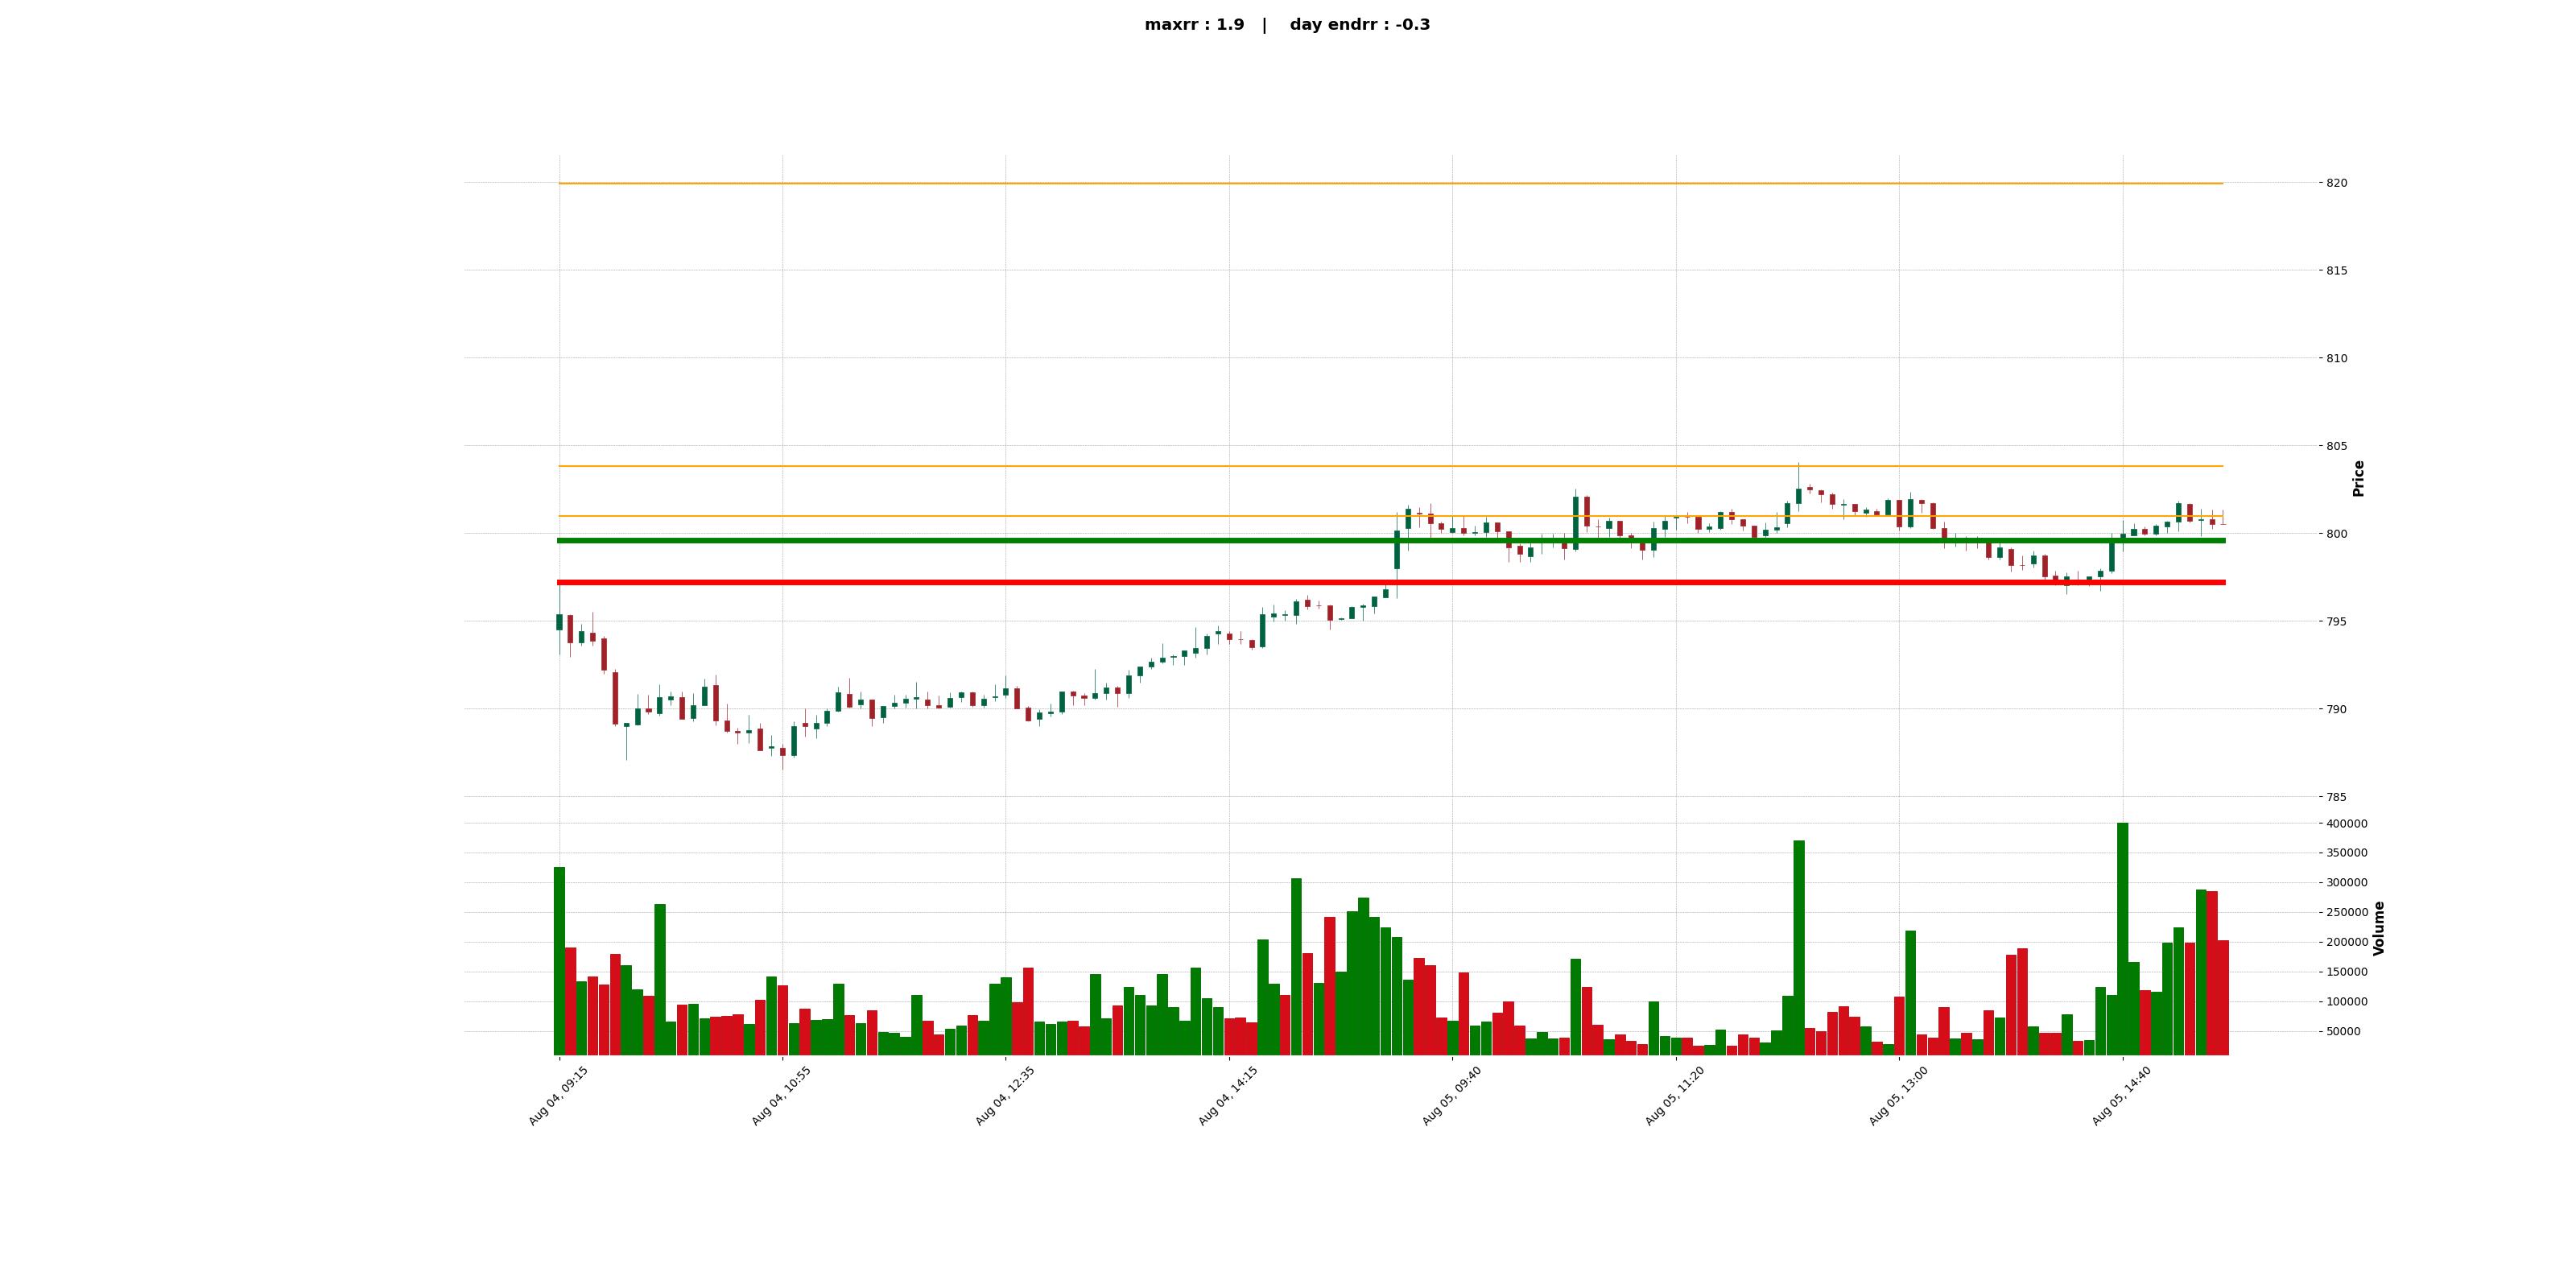 maxrr : 1.9 | day endrr : -0.3
820
815
810
805
800
795
790
785
Price
400000
350000
300000
250000
200000
150000
100000
50000
Volume
Aug 04, 09:15
Aug 04, 10:55
Aug 04, 12:35
Aug 04, 14:15
Aug 05, 09:40
Aug 05, 11:20
Aug 05, 13:00
Aug 05, 14:40